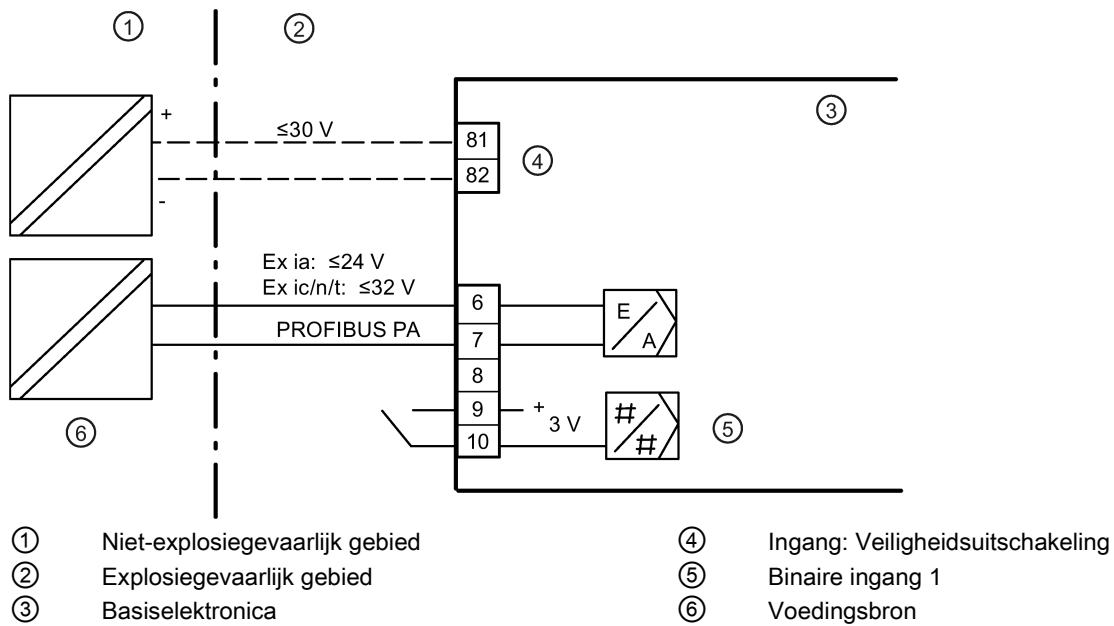 ① ②
③
+
≤30 V
81
④
82
-
Ex ia: ≤24 V
Ex ic/n/t: ≤32 V
6
E
A
PROFIBUS PA
7
8
9
+
3 V
#
#
⑤
⑥
10
① Niet-explosiegevaarlijk gebied
② Explosiegevaarlijk gebied
③ Basiselektronica
④ Ingang: Veiligheidsuitschakeling
⑤ Binaire ingang 1
⑥ Voedingsbron